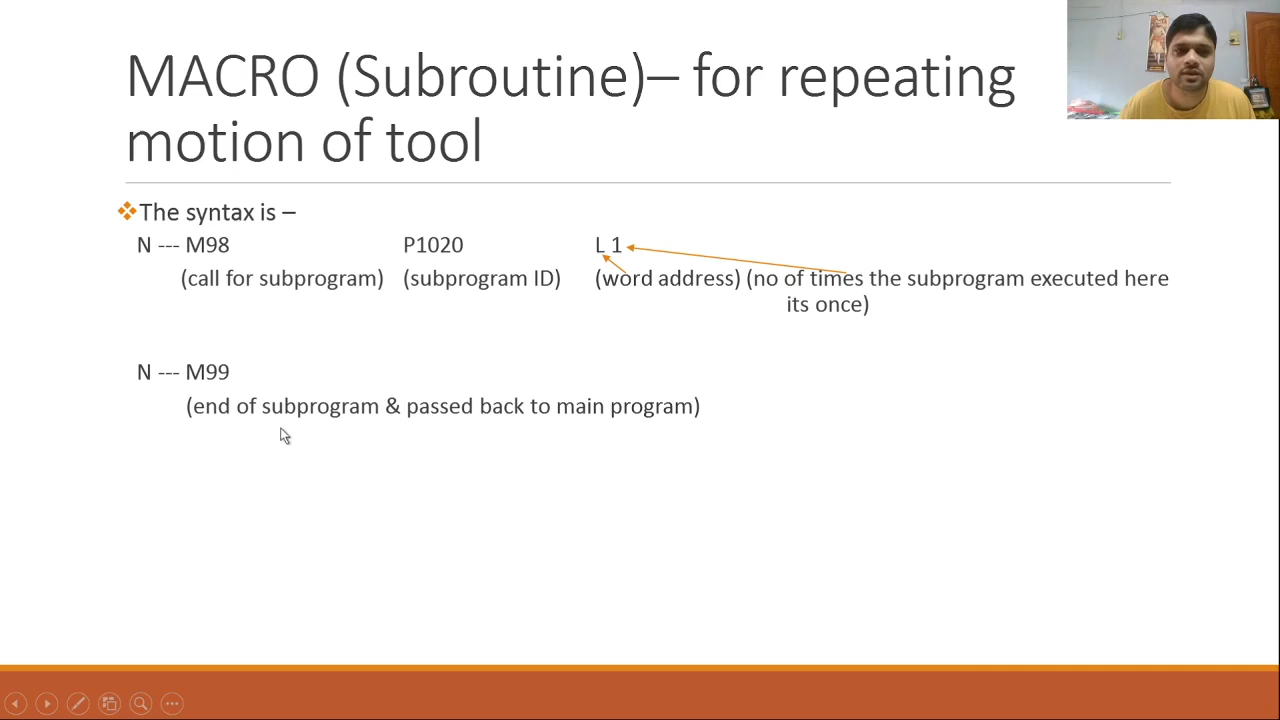 MACRO (Subroutine)– for repeating
motion of tool
❖The syntax is –
N --- M98 P1020 L 1
(call for subprogram) (subprogram ID) (word address) (no of times the subprogram executed here
its once)
N --- M99
(end of subprogram & passed back to main program)